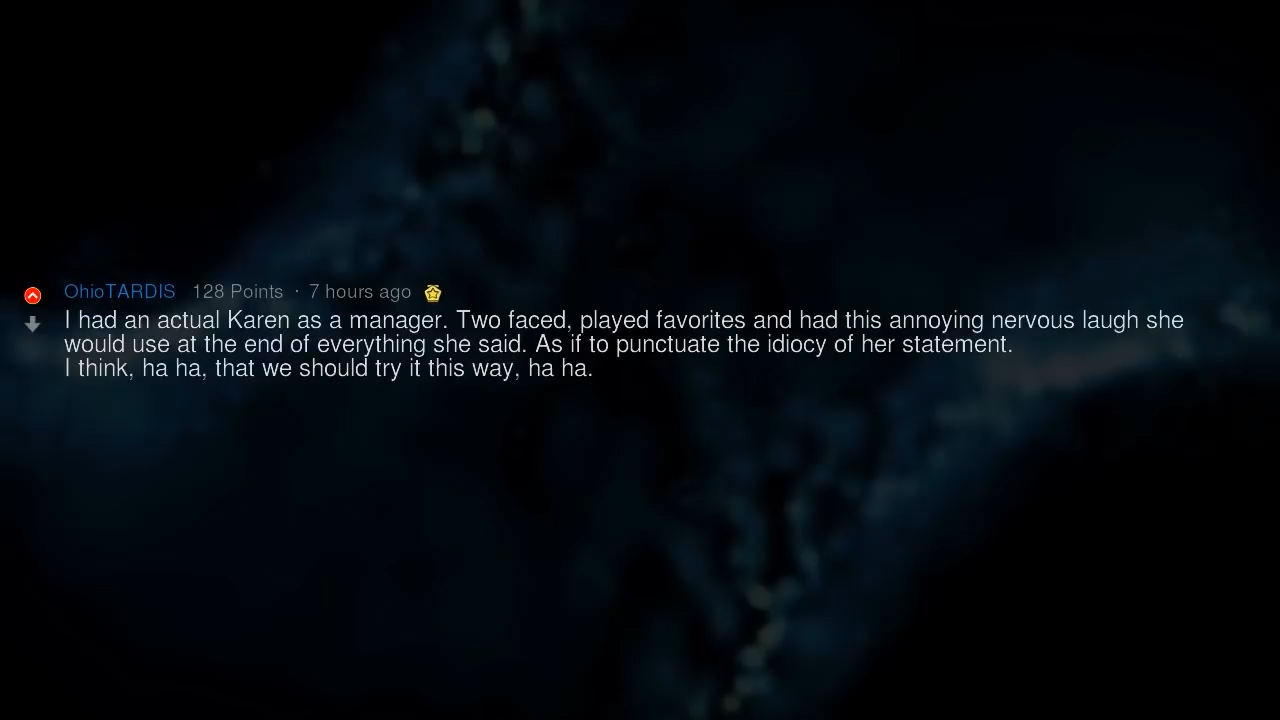 OhioTARDIS 128 Points · 7 hours ago
I had an actual Karen as a manager. Two faced, played favorites and had this annoying nervous laugh she
would use at the end of everything she said. As if to punctuate the idiocy of her statement.
I think, ha ha, that we should try it this way, ha ha.